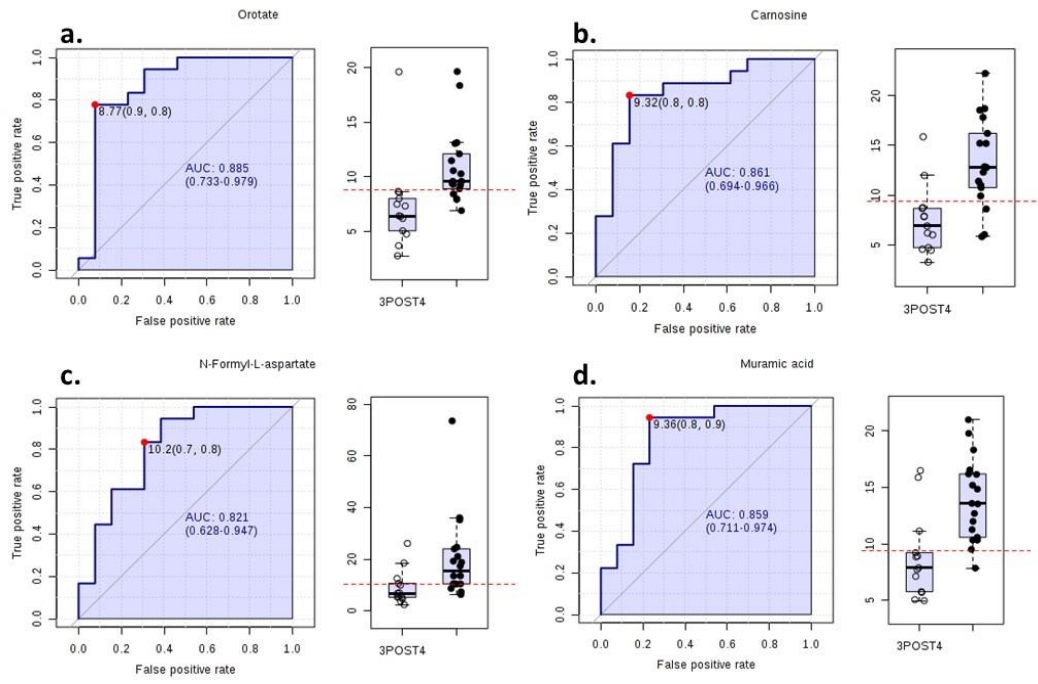 Orotate
a.
True positive rate
1.0
0.8
0.6
0.4
0.2
0.0
8.77(0.9, 0.8)
AUC: 0.885
(0.733-0.979)
0.0 0.2 0.4 0.6 0.8 1.0
False positive rate
20
15
10
5
3POST4
Carnosine
b.
True positive rate
1.0
0.8
0.6
0.4
0.2
0.0
9.32(0.8, 0.8)
AUC: 0.861
(0.694-0.966)
0.0 0.2 0.4 0.6 0.8 1.0
False positive rate
20
15
10
5
3POST4
N-Formyl-L-aspartate
c.
True positive rate
1.0
0.8
0.6
0.4
0.2
0.0
10.2(0.7, 0.8)
AUC: 0.821
(0.628-0.947)
0.0 0.2 0.4 0.6 0.8 1.0
False positive rate
80
60
40
20
0
3POST4
Muramic acid
d.
True positive rate
1.0
0.8
0.6
0.4
0.2
0.0
9.36(0.8, 0.9)
AUC: 0.859
(0.711-0.974)
0.0 0.2 0.4 0.6 0.8 1.0
False positive rate
20
15
10
5
3POST4